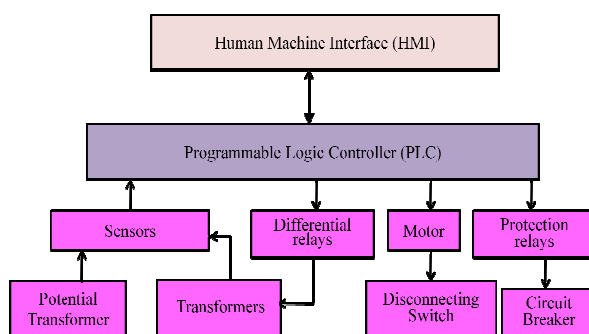 Human Machine Interface (HMI)
Programmable Logic Controller (PLC)
Sensors
Differential
relays
Motor
Protection
relays
Potential
Transformer
Transformers
Disconnecting
Switch
Circuit
Breaker